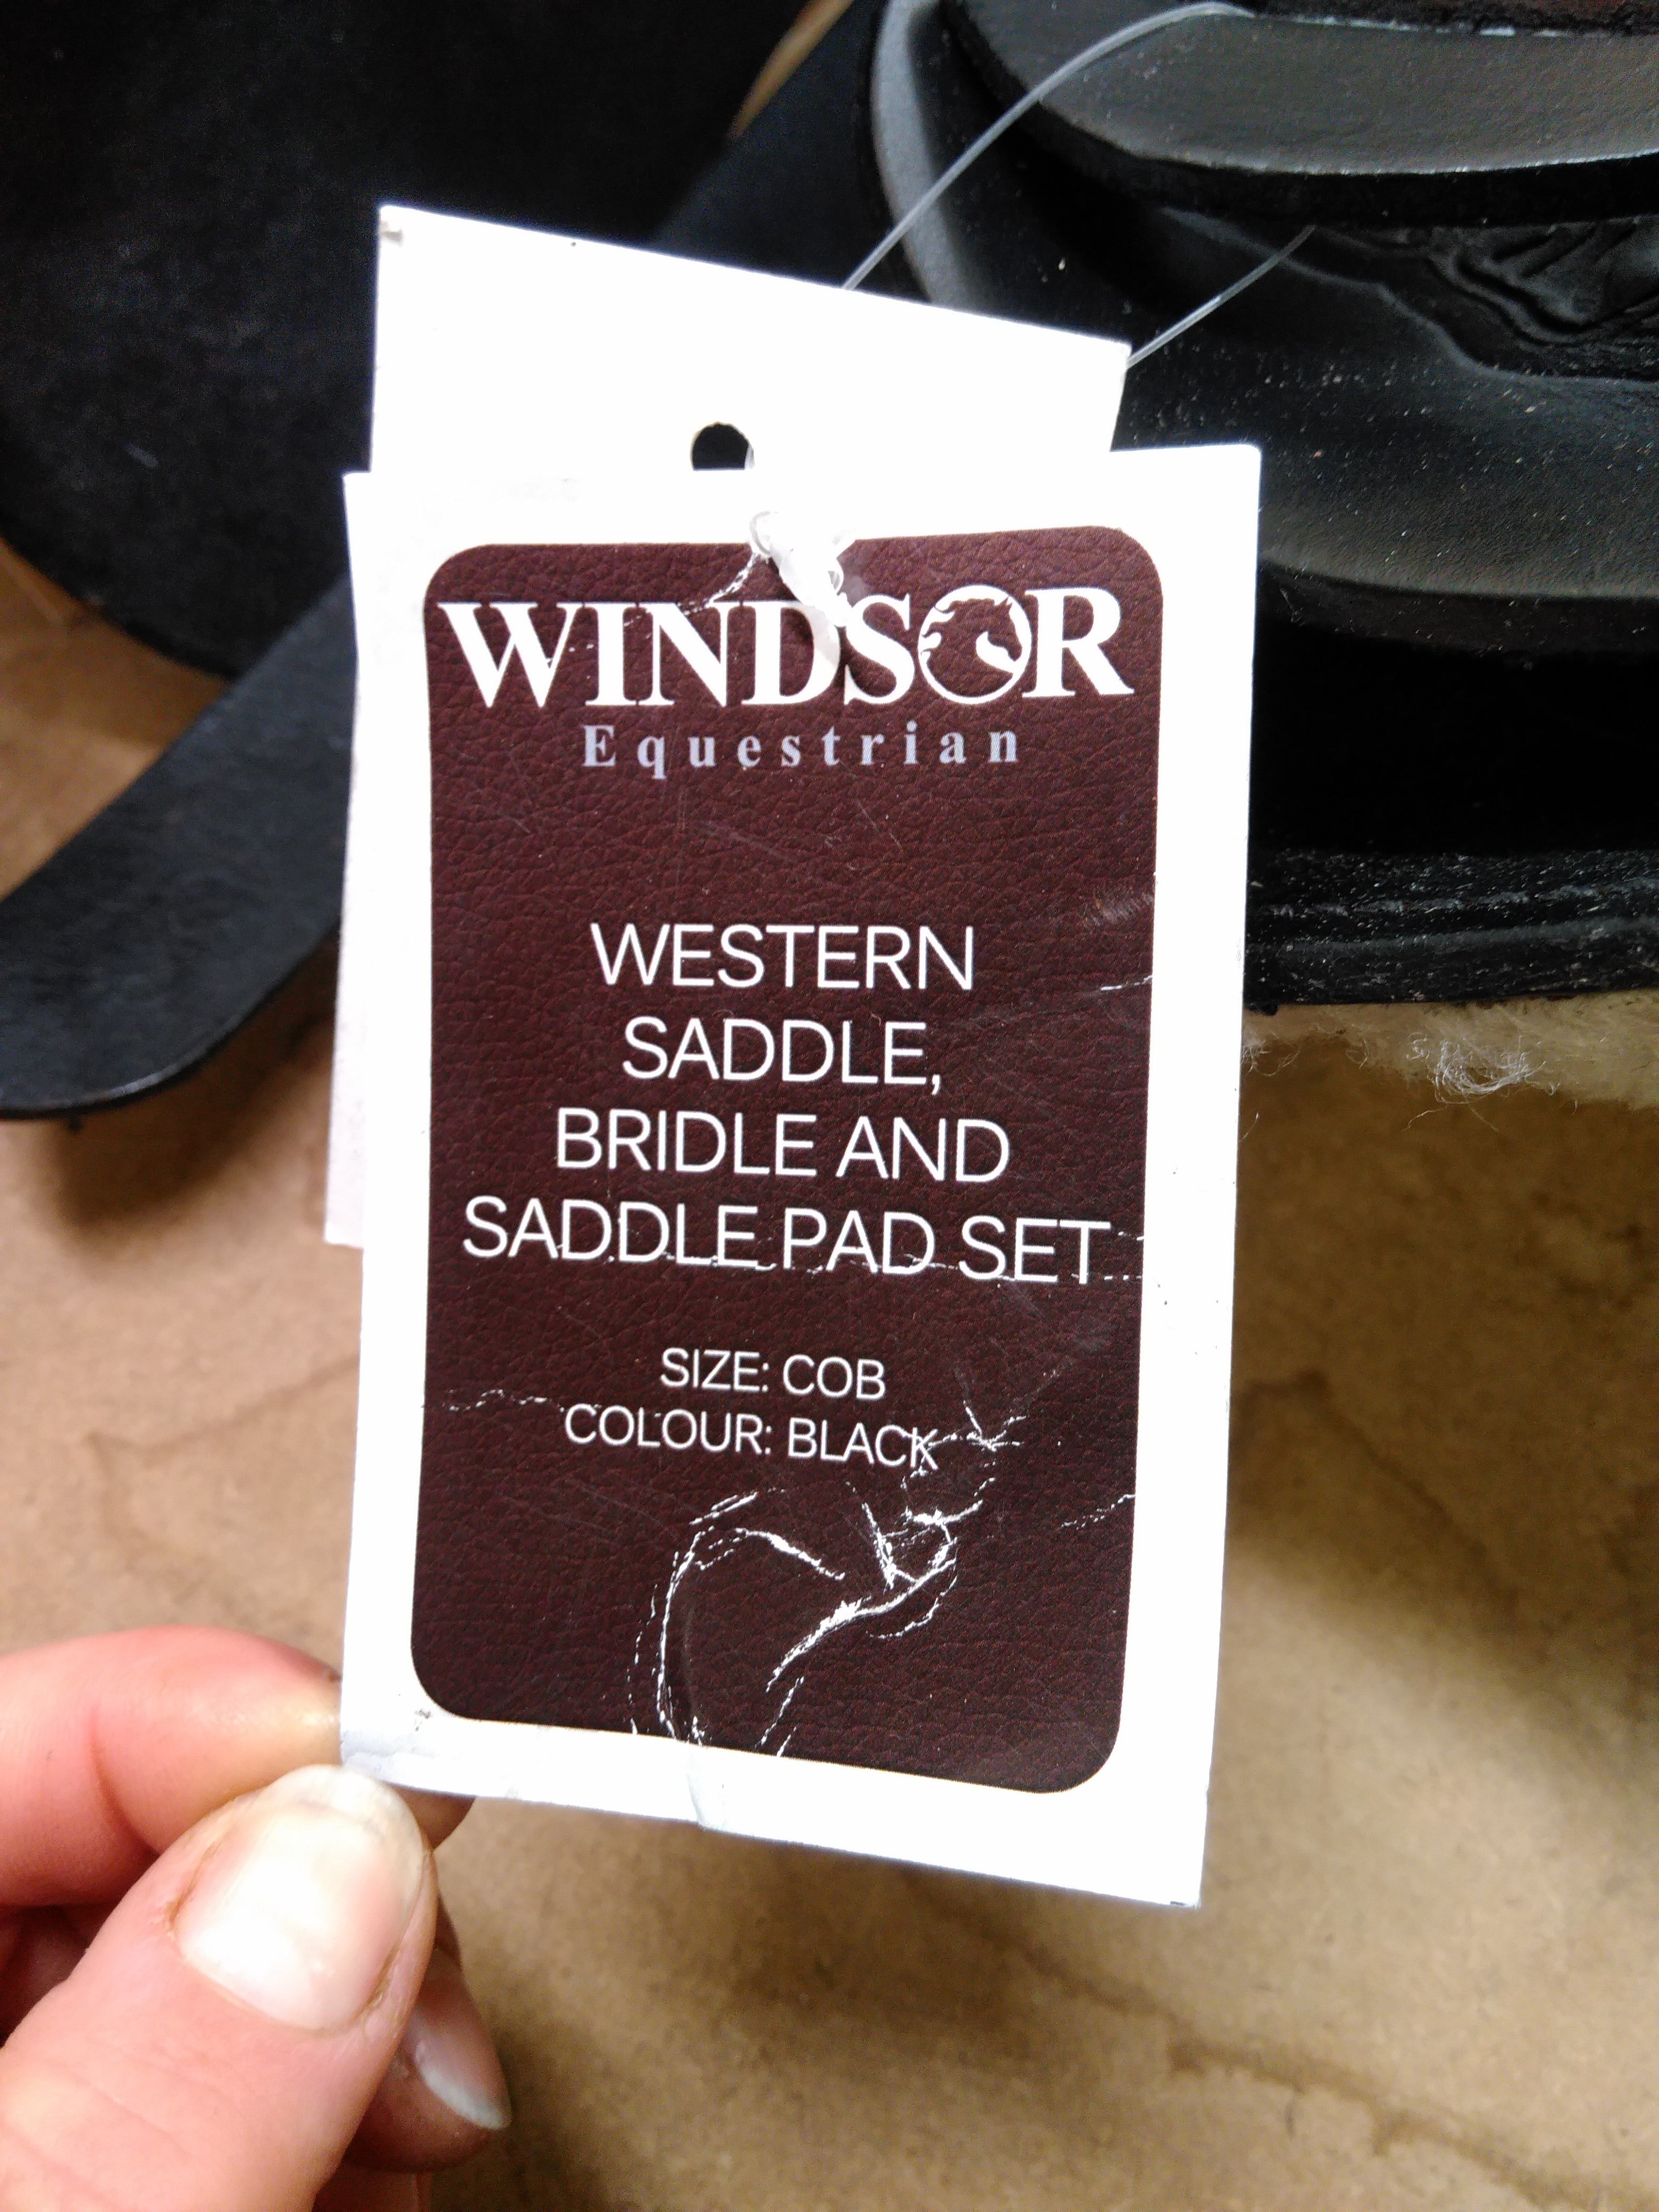 WINDSOR
Equestrian
WESTERN
SADDLE,
BRIDLE AND
SADDLE PAD SET
SIZE: COB
COLOUR: BLACK